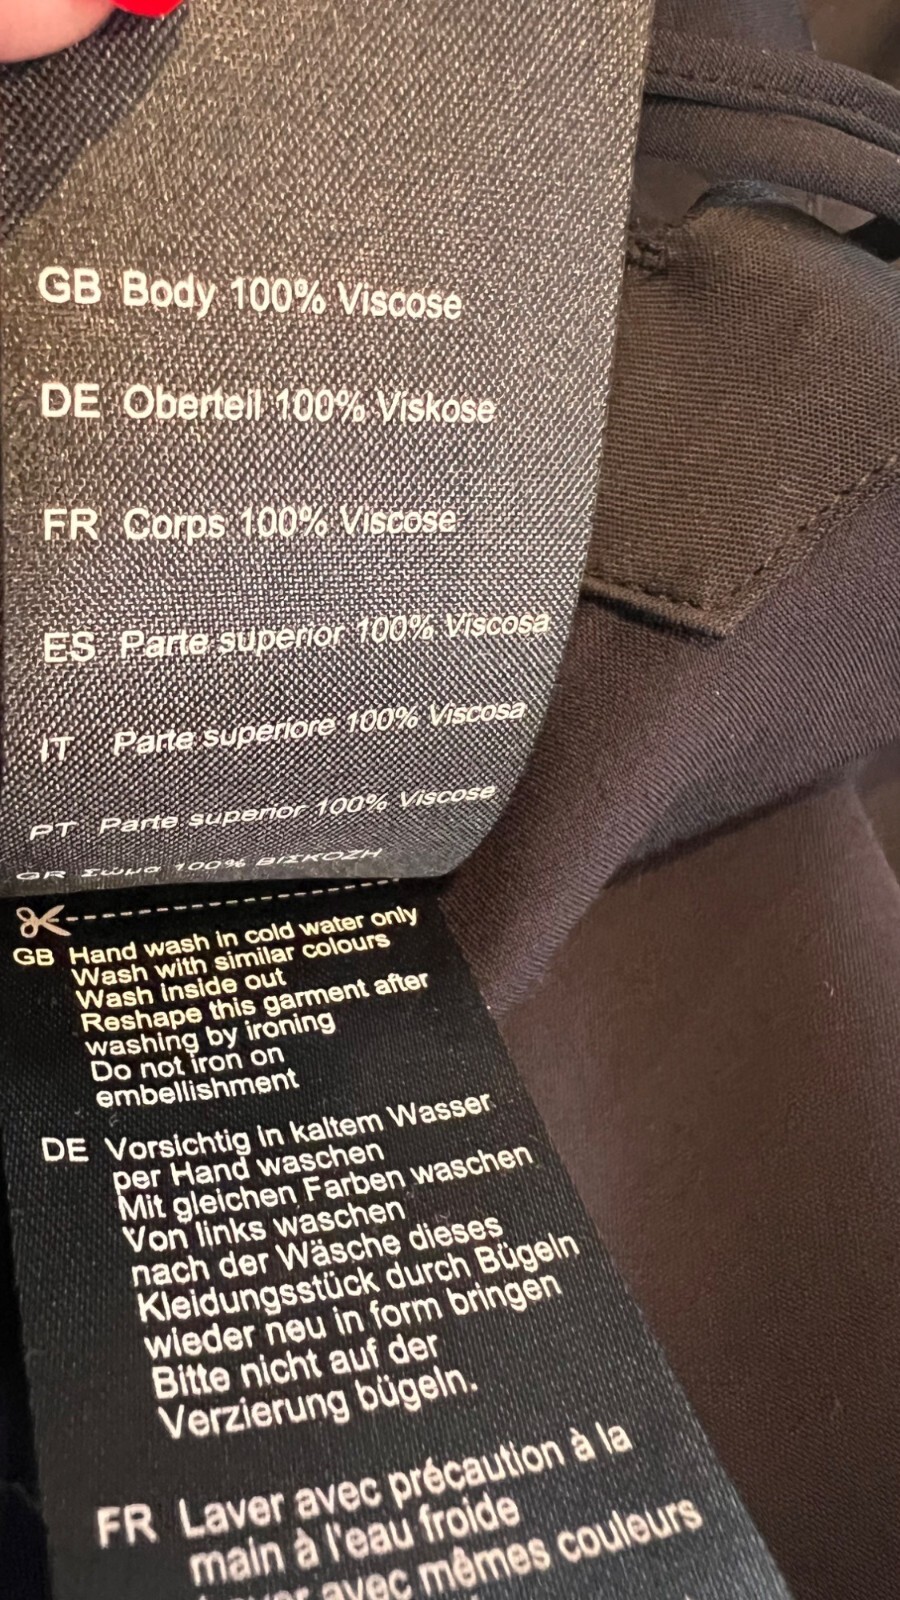 GB Body 100% Viscose
DE Oberteil 100% Viskose
FR Corps 100% Viscose
ES Parte superior 100% Viscosa
IT Parte superiore 100% Viscosa
PT Parte superior 100% Viscose
GR Σώμα 100% ΒΙΣΚΟΖΗ
GB Hand wash in cold water only
Wash with similar colours
Wash inside out
Reshape this garment after
washing by ironing
Do not iron on
embellishment
DE Vorsichtig in kaltem Wasser
per Hand waschen
Mit gleichen Farben waschen
Von links waschen
nach der Wäsche dieses
Kleidungsstück durch Bügeln
wieder neu in form bringen
Bitte nicht auf der
Verzierung bügeln.
FR Laver avec précaution à la
main à l'eau froide
avec mêmes couleurs